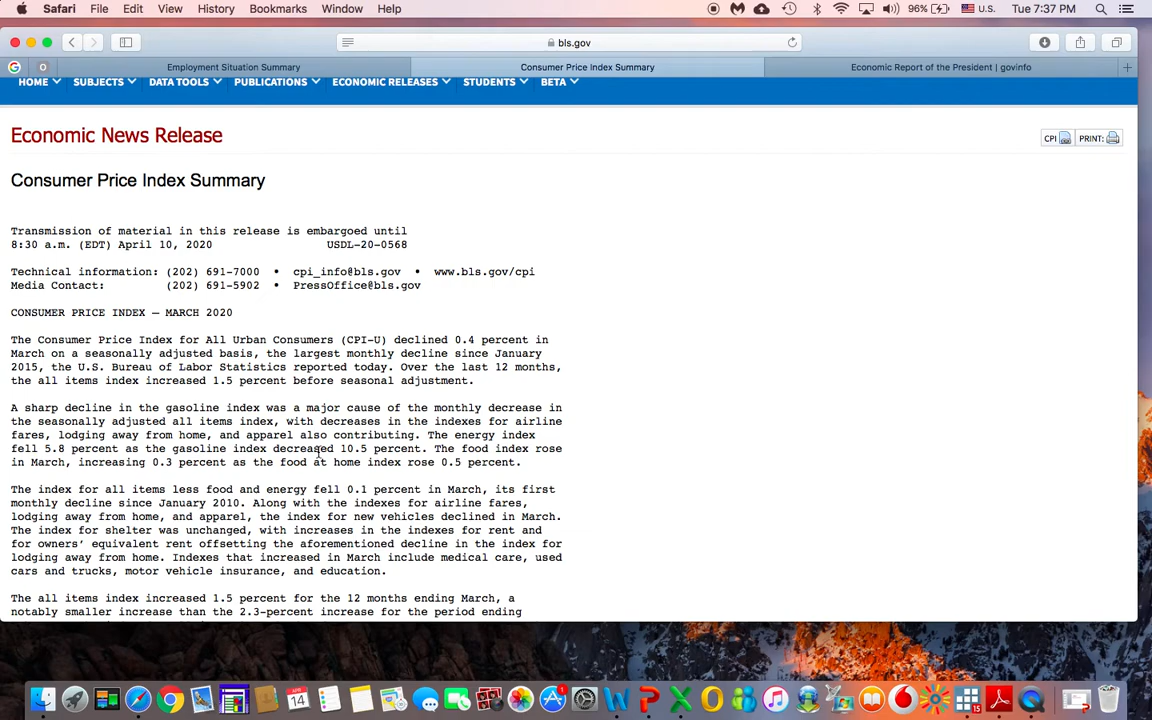 Safari File Edit View History Bookmarks Window Help 96% U.S. Tue 7:37 PM
bls.gov
G O Employment Situation Summary Consumer Price Index Summary Economic Report of the President | govinfo
HOME SUBJECTS DATA TOOLS PUBLICATIONS ECONOMIC RELEASES STUDENTS BETA
Economic News Release
CPI PRINT:
Consumer Price Index Summary
Transmission of material in this release is embargoed until
8:30 a.m. (EDT) April 10, 2020 USDL-20-0568
Technical information: (202) 691-7000 • cpi_info@bls.gov • www.bls.gov/cpi
Media Contact: (202) 691-5902 • PressOffice@bls.gov
CONSUMER PRICE INDEX – MARCH 2020
The Consumer Price Index for All Urban Consumers (CPI-U) declined 0.4 percent in
March on a seasonally adjusted basis, the largest monthly decline since January
2015, the U.S. Bureau of Labor Statistics reported today. Over the last 12 months,
the all items index increased 1.5 percent before seasonal adjustment.
A sharp decline in the gasoline index was a major cause of the monthly decrease in
the seasonally adjusted all items index, with decreases in the indexes for airline
fares, lodging away from home, and apparel also contributing. The energy index
fell 5.8 percent as the gasoline index decreased 10.5 percent. The food index rose
in March, increasing 0.3 percent as the food at home index rose 0.5 percent.
The index for all items less food and energy fell 0.1 percent in March, its first
monthly decline since January 2010. Along with the indexes for airline fares,
lodging away from home, and apparel, the index for new vehicles declined in March.
The index for shelter was unchanged, with increases in the indexes for rent and
for owners’ equivalent rent offsetting the aforementioned decline in the index for
lodging away from home. Indexes that increased in March include medical care, used
cars and trucks, motor vehicle insurance, and education.
The all items index increased 1.5 percent for the 12 months ending March, a
notably smaller increase than the 2.3-percent increase for the period ending
APR 14 1 W P X O 15